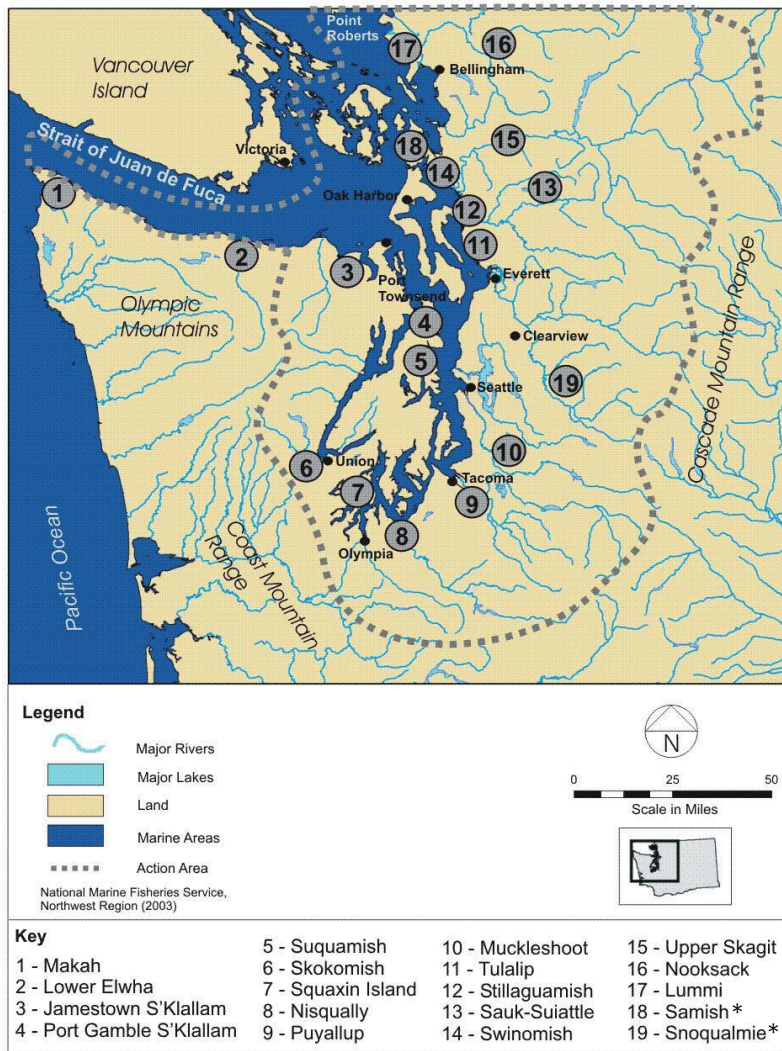 Point
Roberts
17
16
Bellingham
Vancouver
Island
Strait of Juan de Fuca
Victoria
18
15
14
13
1
Oak Harbor
12
11
2
3
Everett
Port
Townsend
Olympic
Mountains
4
Clearview
5
Seattle
19
Cascade Mountain Range
10
6
Union
7
Tacoma
9
8
Olympia
Coast Mountain
Range
Pacific Ocean
Legend
Major Rivers
Major Lakes
Land
Marine Areas
Action Area
National Marine Fisheries Service,
Northwest Region (2003)
N
0 25 50
Scale in Miles
Key
1 - Makah
2 - Lower Elwha
3 - Jamestown S'Klallam
4 - Port Gamble S'Klallam
5 - Suquamish
6 - Skokomish
7 - Squaxin Island
8 - Nisqually
9 - Puyallup
10 - Muckleshoot
11 - Tulalip
12 - Stillaguamish
13 - Sauk-Suiattle
14 - Swinomish
15 - Upper Skagit
16 - Nooksack
17 - Lummi
18 - Samish*
19 - Snoqualmie*